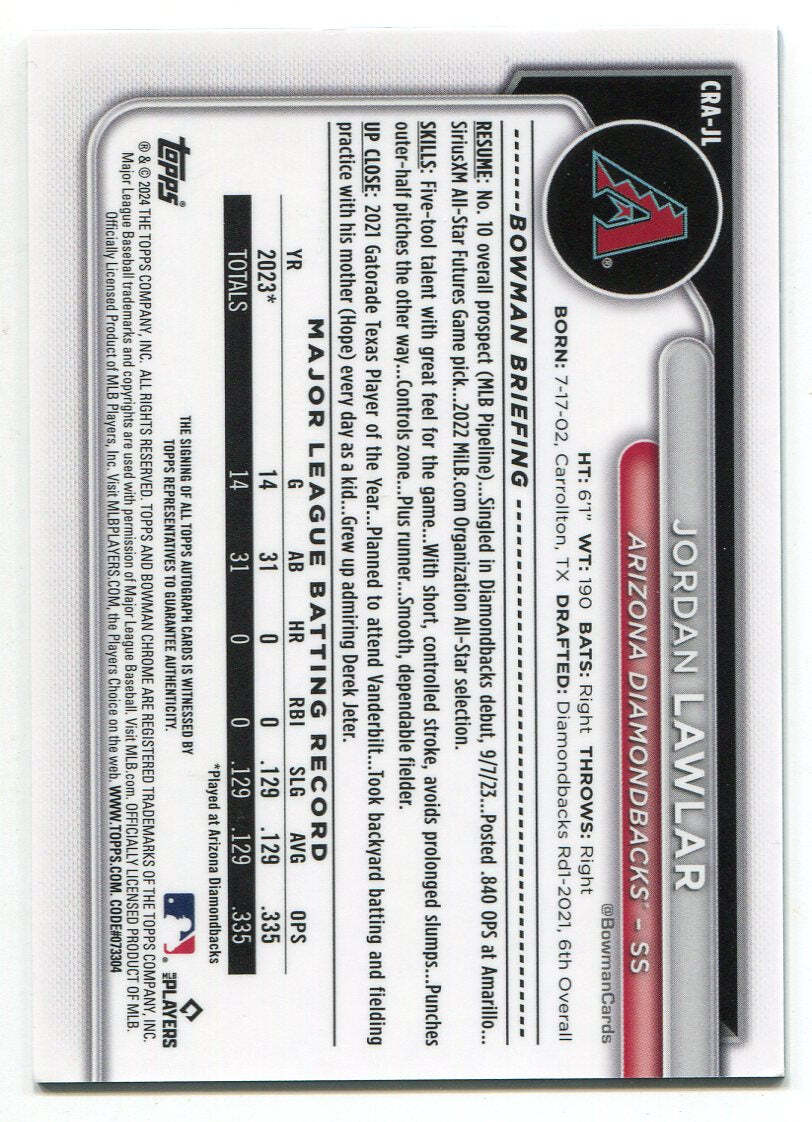 CRA-JL
JORDAN LAWLAR
ARIZONA DIAMONDBACKS® – SS
@BowmanCards
HT: 6'1" WT: 190 BATS: Right THROWS: Right
BORN: 7-17-02, Carrollton, TX DRAFTED: Diamondbacks Rd1-2021, 6th Overall
BOWMAN BRIEFING
RESUME: No. 10 overall prospect (MLB Pipeline)...Singled in Diamondbacks debut, 9/7/23...Posted .840 OPS at Amarillo...
SiriusXM All-Star Futures Game pick...2022 MiLB.com Organization All-Star selection.
SKILLS: Five-tool talent with great feel for the game...With short, controlled stroke, avoids prolonged slumps...Punches
outer-half pitches the other way...Controls zone...Plus runner...Smooth, dependable fielder.
UP CLOSE: 2021 Gatorade Texas Player of the Year...Planned to attend Vanderbilt...Took backyard batting and fielding
practice with his mother (Hope) every day as a kid...Grew up admiring Derek Jeter.
MAJOR LEAGUE BATTING RECORD
YR G AB HR RBI SLG AVG OPS
2023* 14 31 0 0 .129 .129 .335
TOTALS 14 31 0 0 .129 .129 .335
*Played at Arizona Diamondbacks
THE SIGNING OF ALL TOPPS AUTOGRAPH CARDS IS WITNESSED BY
TOPPS REPRESENTATIVES TO GUARANTEE AUTHENTICITY.
topps®
MLB PLAYERS
® & © 2024 THE TOPPS COMPANY, INC. ALL RIGHTS RESERVED. TOPPS AND BOWMAN CHROME ARE REGISTERED TRADEMARKS OF THE TOPPS COMPANY, INC.
Major League Baseball trademarks and copyrights are used with permission of Major League Baseball. Visit MLB.com. OFFICIALLY LICENSED PRODUCT OF MLB.
Officially Licensed Product of MLB Players, Inc. Visit MLBPLAYERS.COM, the Players Choice on the web. WWW.TOPPS.COM. CODE#073304